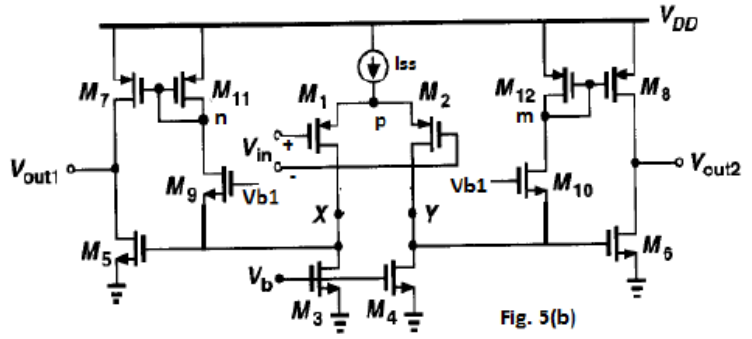 V_DD
Iss
M_7
M_11
M_1
M_2
M_12
M_8
n
p
m
V_in
+
-
V_out1
M_9
Vb1
Vb1
M_10
V_out2
X
Y
M_5
M_6
V_b
M_3
M_4
Fig. 5(b)